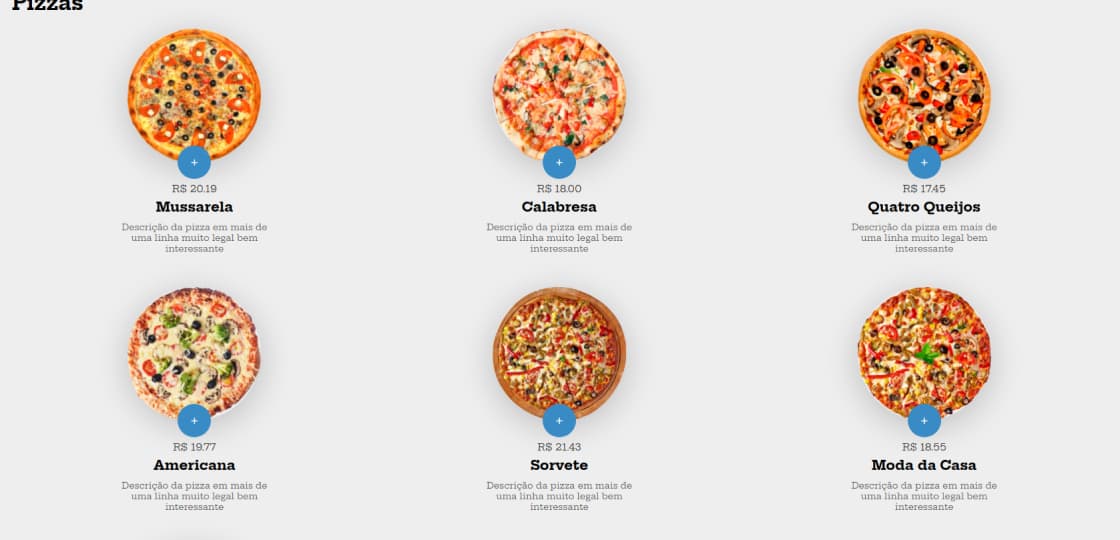 Pizzas
+
+
+
R$ 20.19
R$ 18.00
R$ 17.45
Mussarela
Calabresa
Quatro Queijos
Descrição da pizza em mais de
uma linha muito legal bem
interessante
Descrição da pizza em mais de
uma linha muito legal bem
interessante
Descrição da pizza em mais de
uma linha muito legal bem
interessante
+
+
+
R$ 19.77
R$ 21.43
R$ 18.55
Americana
Sorvete
Moda da Casa
Descrição da pizza em mais de
uma linha muito legal bem
interessante
Descrição da pizza em mais de
uma linha muito legal bem
interessante
Descrição da pizza em mais de
uma linha muito legal bem
interessante